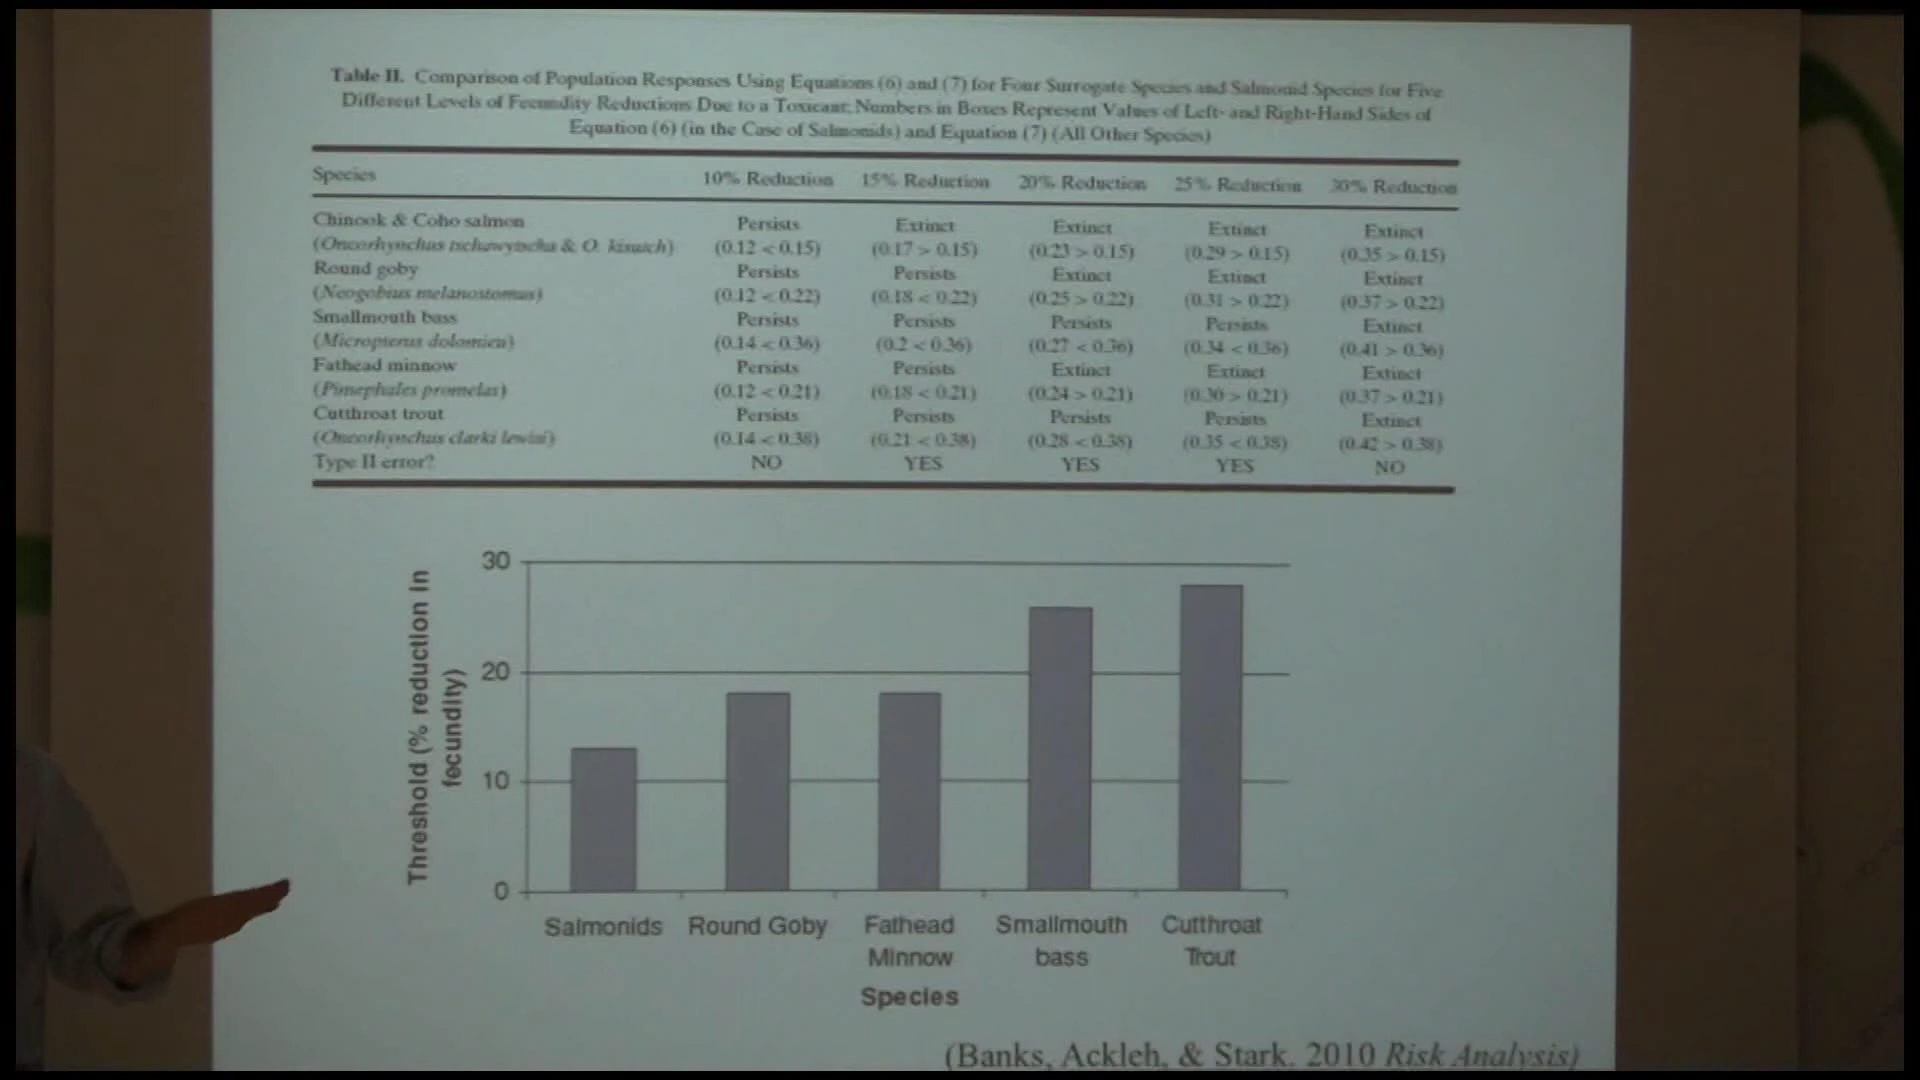 Table II. Comparison of Population Responses Using Equations (6) and (7) for Four Surrogate Species and Salmonid Species for Five
Different Levels of Fecundity Reductions Due to a Toxicant; Numbers in Boxes Represent Values of Left- and Right-Hand Sides of
Equation (6) (in the Case of Salmonids) and Equation (7) (All Other Species)
Species 10% Reduction 15% Reduction 20% Reduction 25% Reduction 30% Reduction
Chinook & Coho salmon Persists Extinct Extinct Extinct Extinct
(Oncorhynchus tschawytscha & O. kisutch) (0.12 < 0.15) (0.17 > 0.15) (0.23 > 0.15) (0.29 > 0.15) (0.35 > 0.15)
Round goby Persists Persists Extinct Extinct Extinct
(Neogobius melanostomus) (0.12 < 0.22) (0.18 < 0.22) (0.25 > 0.22) (0.31 > 0.22) (0.37 > 0.22)
Smallmouth bass Persists Persists Persists Persists Extinct
(Micropterus dolomieu) (0.14 < 0.36) (0.2 < 0.36) (0.27 < 0.36) (0.34 < 0.36) (0.41 > 0.36)
Fathead minnow Persists Persists Extinct Extinct Extinct
(Pimephales promelas) (0.12 < 0.21) (0.18 < 0.21) (0.24 > 0.21) (0.30 > 0.21) (0.37 > 0.21)
Cutthroat trout Persists Persists Persists Persists Extinct
(Oncorhynchus clarki lewisi) (0.14 < 0.38) (0.21 < 0.38) (0.28 < 0.38) (0.35 < 0.38) (0.42 > 0.38)
Type II error? NO YES YES YES NO
Threshold (% reduction in
fecundity)
30
20
10
0
Salmonids Round Goby Fathead Smallmouth Cutthroat
Minnow bass Trout
Species
(Banks, Ackleh, & Stark. 2010 Risk Analysis)